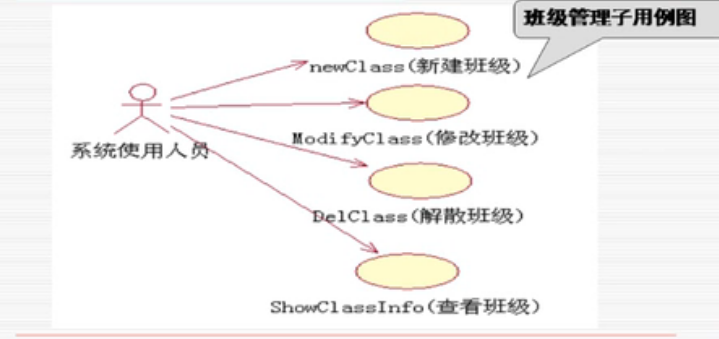 班级管理子用例图
newClass(新建班级)
ModifyClass(修改班级)
系统使用人员
DelClass(解散班级)
ShowClassInfo(查看班级)